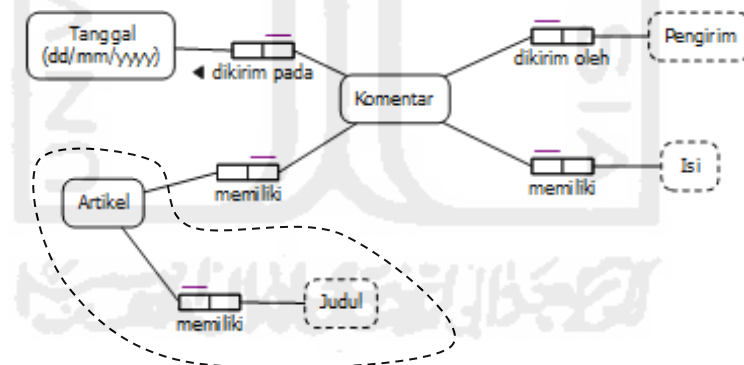 Tanggal
(dd/mm/yyyy)
◄ dikirim pada
dikirim oleh
Pengirim
Komentar
memiliki
memiliki
Isi
Artikel
memiliki
Judul